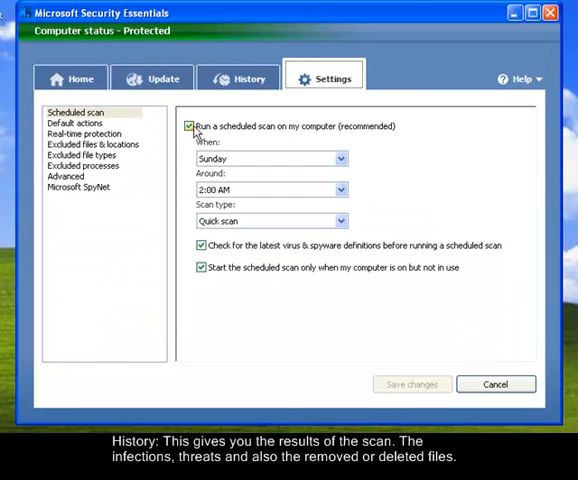 Microsoft Security Essentials
Computer status - Protected
Home
Update
History
Settings
Help
Scheduled scan
Default actions
Real-time protection
Excluded files & locations
Excluded file types
Excluded processes
Advanced
Microsoft SpyNet
Run a scheduled scan on my computer (recommended)
When:
Sunday
Around:
2:00 AM
Scan type:
Quick scan
Check for the latest virus & spyware definitions before running a scheduled scan
Start the scheduled scan only when my computer is on but not in use
Save changes
Cancel
History: This gives you the results of the scan. The
infections, threats and also the removed or deleted files.